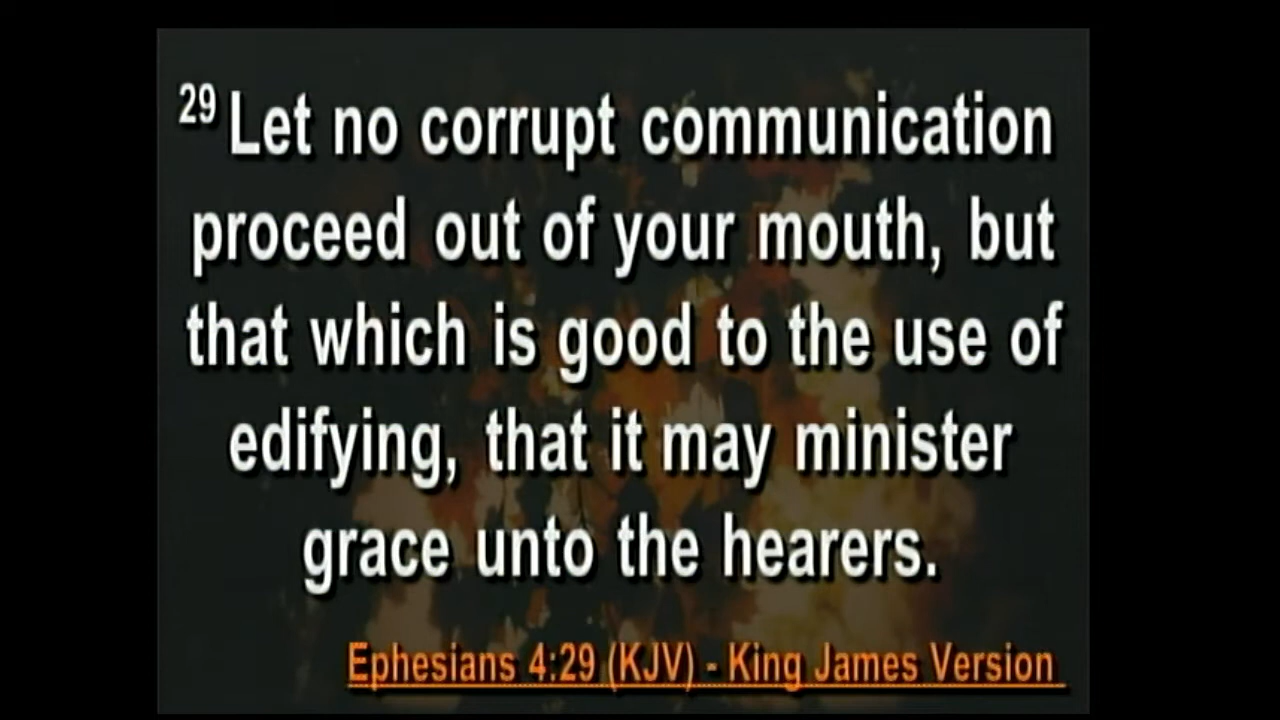 29 Let no corrupt communication
proceed out of your mouth, but
that which is good to the use of
edifying, that it may minister
grace unto the hearers.
Ephesians 4:29 (KJV) - King James Version